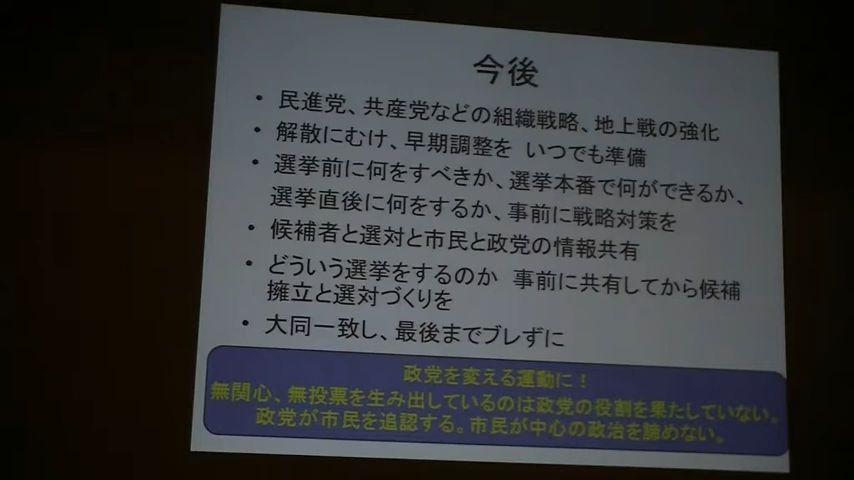 今後
• 民進党、共産党などの組織戦略、地上戦の強化
• 解散にむけ、早期調整を いつでも準備
• 選挙前に何をすべきか、選挙本番で何ができるか、
選挙直後に何をするか、事前に戦略対策を
• 候補者と選対と市民と政党の情報共有
• どういう選挙をするのか 事前に共有してから候補
擁立と選対づくりを
• 大同一致し、最後までブレずに
政党を変える運動に！
無関心、無投票を生み出しているのは政党の役割を果たしていない。
政党が市民を追認する。市民が中心の政治を諦めない。